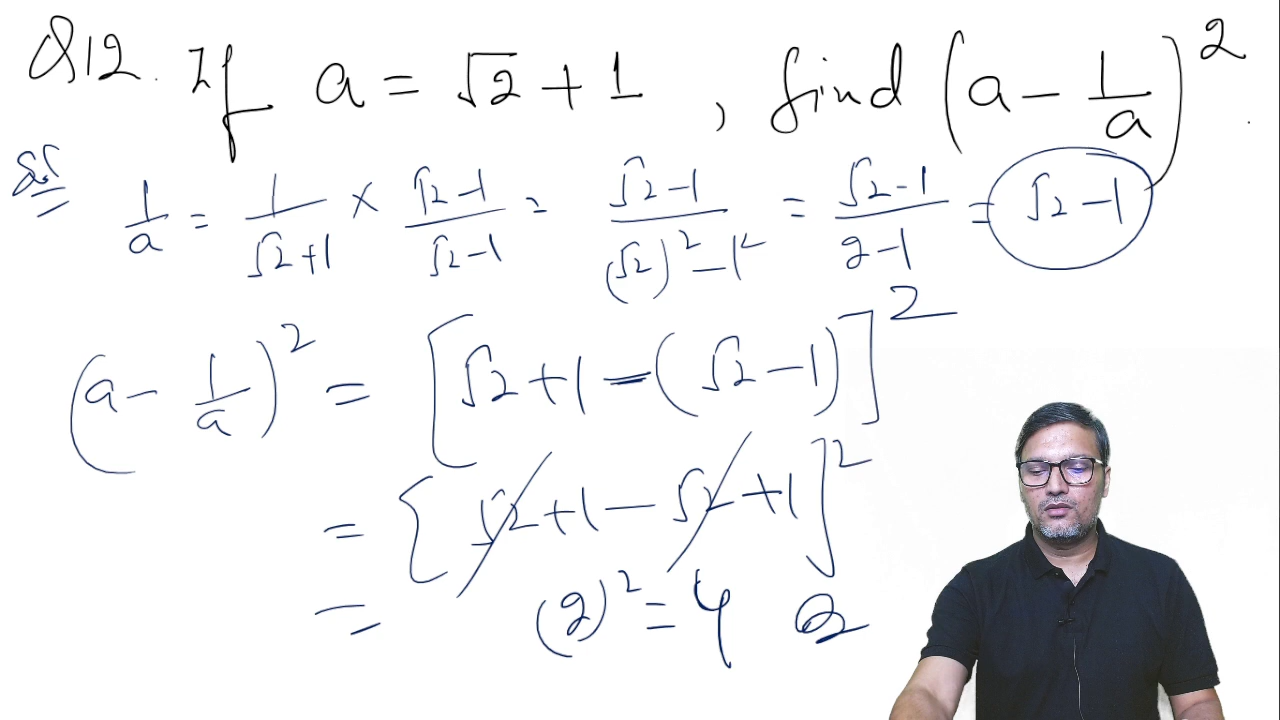 Q12. If a = √2 + 1 , find (a - 1/a)² .
Sol 1/a = 1/(√2+1) × (√2-1)/(√2-1) = (√2-1)/((√2)²-1²) = (√2-1)/(2-1) = √2-1
(a - 1/a)² = [√2+1-(√2-1)]²
= [√2+1-√2+1]²
= (2)² = 4